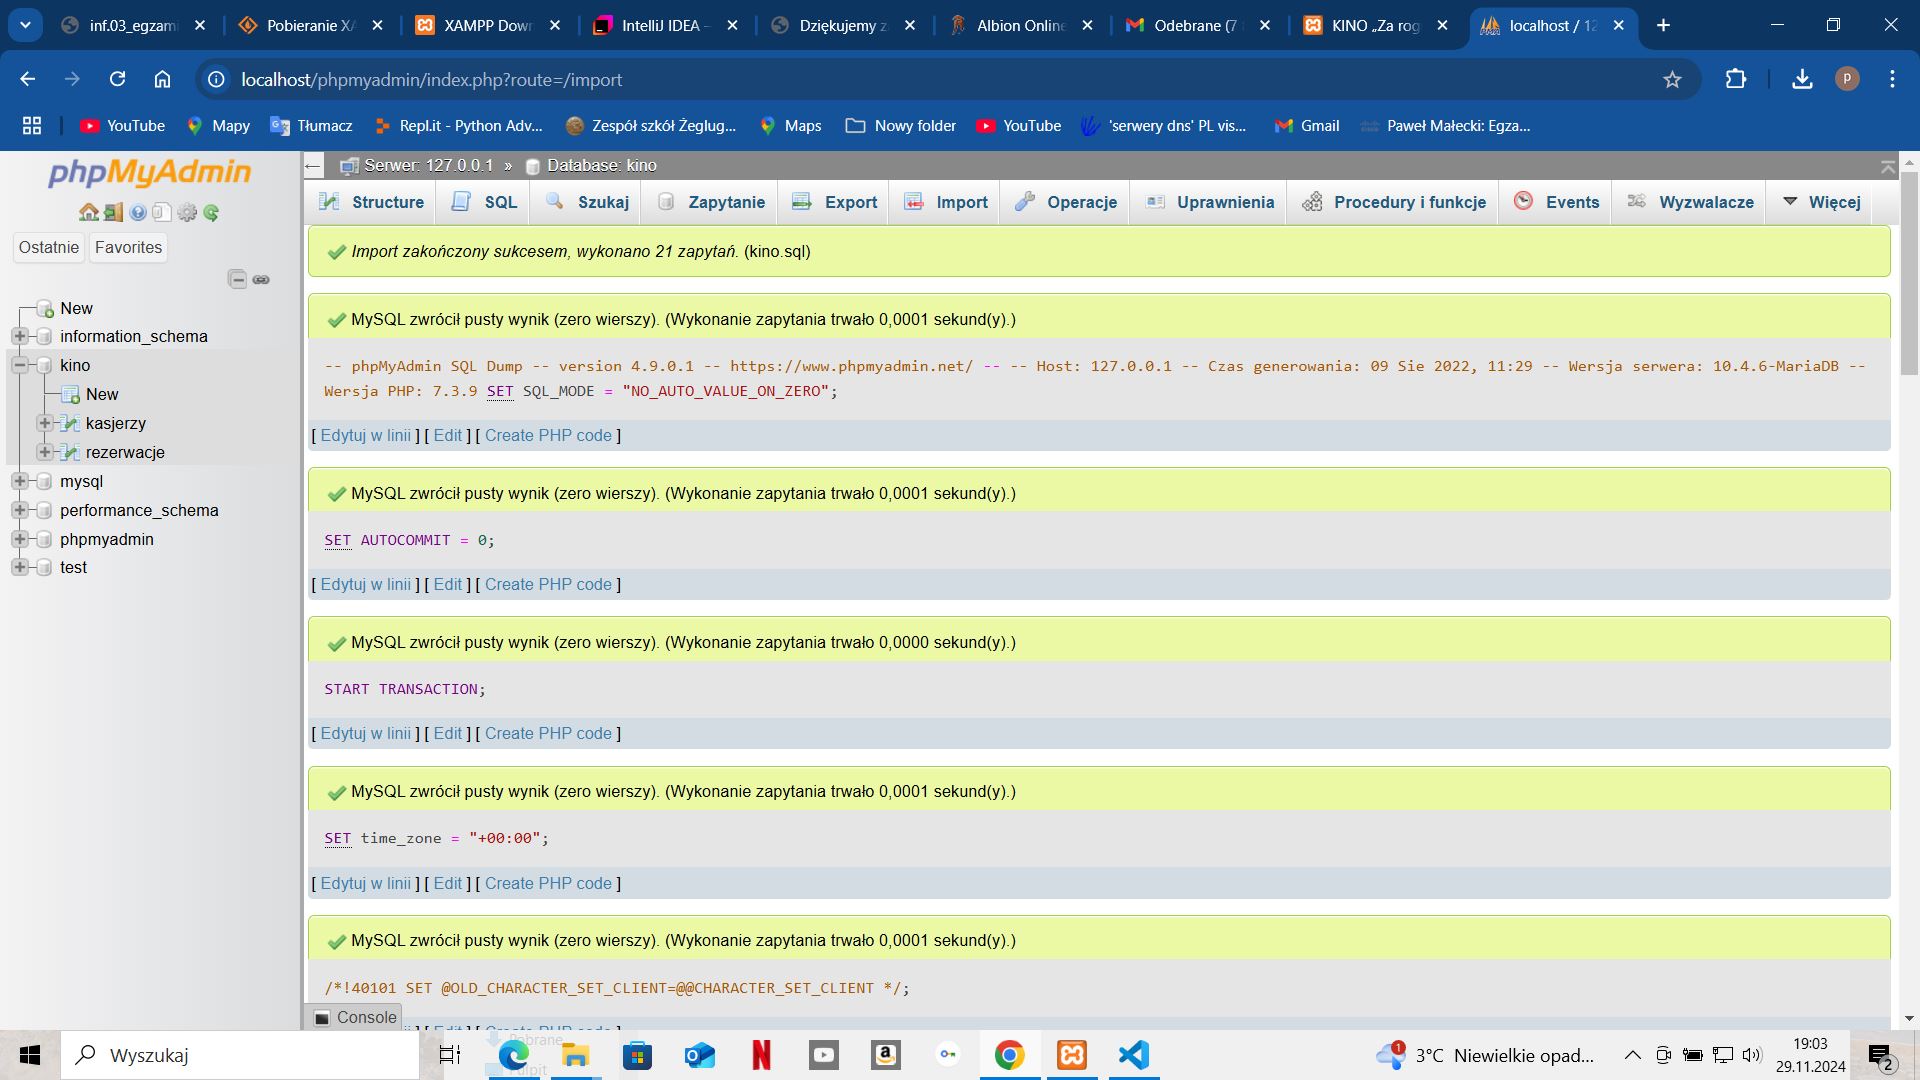 inf.03_egzami
Pobieranie XA
XAMPP Down
IntelliJ IDEA –
Dziękujemy z
Albion Online
Odebrane (7
KINO „Za rog
localhost / 12
localhost/phpmyadmin/index.php?route=/import
P
YouTube
Mapy
Tłumacz
Repl.it - Python Adv...
Zespół szkół Żeglug...
Maps
Nowy folder
YouTube
'serwery dns' PL vis...
Gmail
Paweł Małecki: Egza...
phpMyAdmin
Serwer: 127.0.0.1 » Database: kino
Structure
SQL
Szukaj
Zapytanie
Export
Import
Operacje
Uprawnienia
Procedury i funkcje
Events
Wyzwalacze
Więcej
Ostatnie
Favorites
New
information_schema
kino
New
kasjerzy
rezerwacje
mysql
performance_schema
phpmyadmin
test
Import zakończony sukcesem, wykonano 21 zapytań. (kino.sql)
MySQL zwrócił pusty wynik (zero wierszy). (Wykonanie zapytania trwało 0,0001 sekund(y).)
-- phpMyAdmin SQL Dump -- version 4.9.0.1 -- https://www.phpmyadmin.net/ -- -- Host: 127.0.0.1 -- Czas generowania: 09 Sie 2022, 11:29 -- Wersja serwera: 10.4.6-MariaDB --
Wersja PHP: 7.3.9 SET SQL_MODE = "NO_AUTO_VALUE_ON_ZERO";
[ Edytuj w linii ] [ Edit ] [ Create PHP code ]
MySQL zwrócił pusty wynik (zero wierszy). (Wykonanie zapytania trwało 0,0001 sekund(y).)
SET AUTOCOMMIT = 0;
[ Edytuj w linii ] [ Edit ] [ Create PHP code ]
MySQL zwrócił pusty wynik (zero wierszy). (Wykonanie zapytania trwało 0,0000 sekund(y).)
START TRANSACTION;
[ Edytuj w linii ] [ Edit ] [ Create PHP code ]
MySQL zwrócił pusty wynik (zero wierszy). (Wykonanie zapytania trwało 0,0001 sekund(y).)
SET time_zone = "+00:00";
[ Edytuj w linii ] [ Edit ] [ Create PHP code ]
MySQL zwrócił pusty wynik (zero wierszy). (Wykonanie zapytania trwało 0,0001 sekund(y).)
/*!40101 SET @OLD_CHARACTER_SET_CLIENT=@@CHARACTER_SET_CLIENT */;
Console
Edit ] [ Create PHP code ]
Pobrane
Pulpit
Wyszukaj
1
3°C Niewielkie opad...
19:03
29.11.2024
2